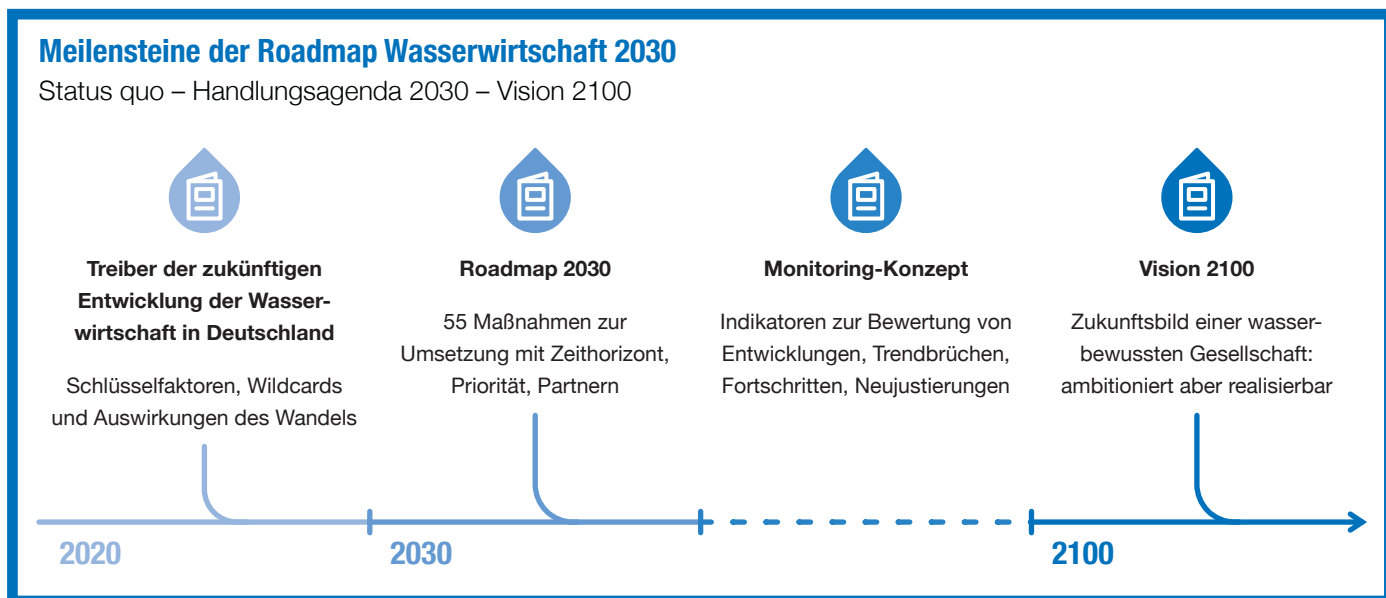 Meilensteine der Roadmap Wasserwirtschaft 2030
Status quo – Handlungsagenda 2030 – Vision 2100
Treiber der zukünftigen
Entwicklung der Wasser-
wirtschaft in Deutschland
Schlüsselfaktoren, Wildcards
und Auswirkungen des Wandels
Roadmap 2030
55 Maßnahmen zur
Umsetzung mit Zeithorizont,
Priorität, Partnern
Monitoring-Konzept
Indikatoren zur Bewertung von
Entwicklungen, Trendbrüchen,
Fortschritten, Neujustierungen
Vision 2100
Zukunftsbild einer wasser-
bewussten Gesellschaft:
ambitioniert aber realisierbar
2020
2030
2100